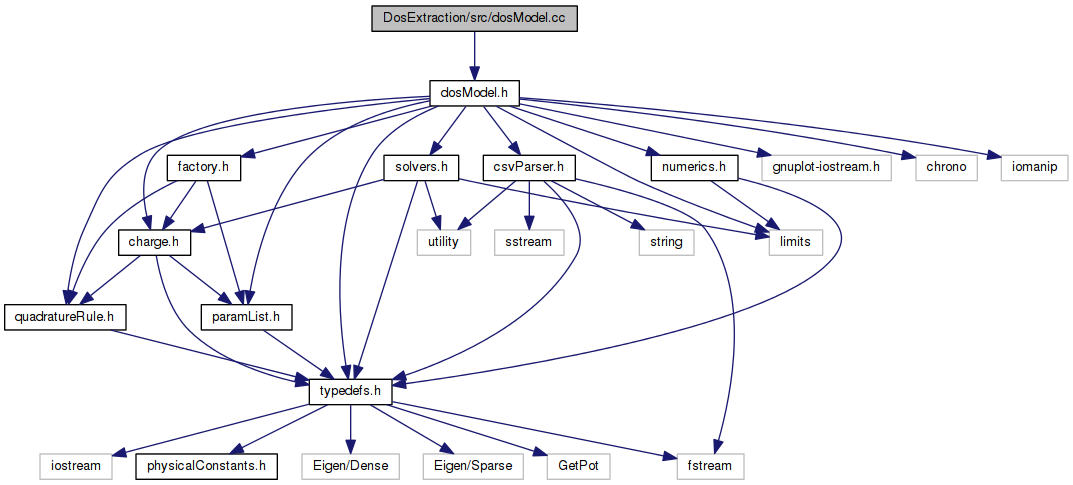 DosExtraction/src/dosModel.cc
dosModel.h
factory.h
solvers.h
csvParser.h
numerics.h
gnuplot-iostream.h
chrono
iomanip
charge.h
utility
sstream
string
limits
quadratureRule.h
paramList.h
typedefs.h
iostream
physicalConstants.h
Eigen/Dense
Eigen/Sparse
GetPot
fstream